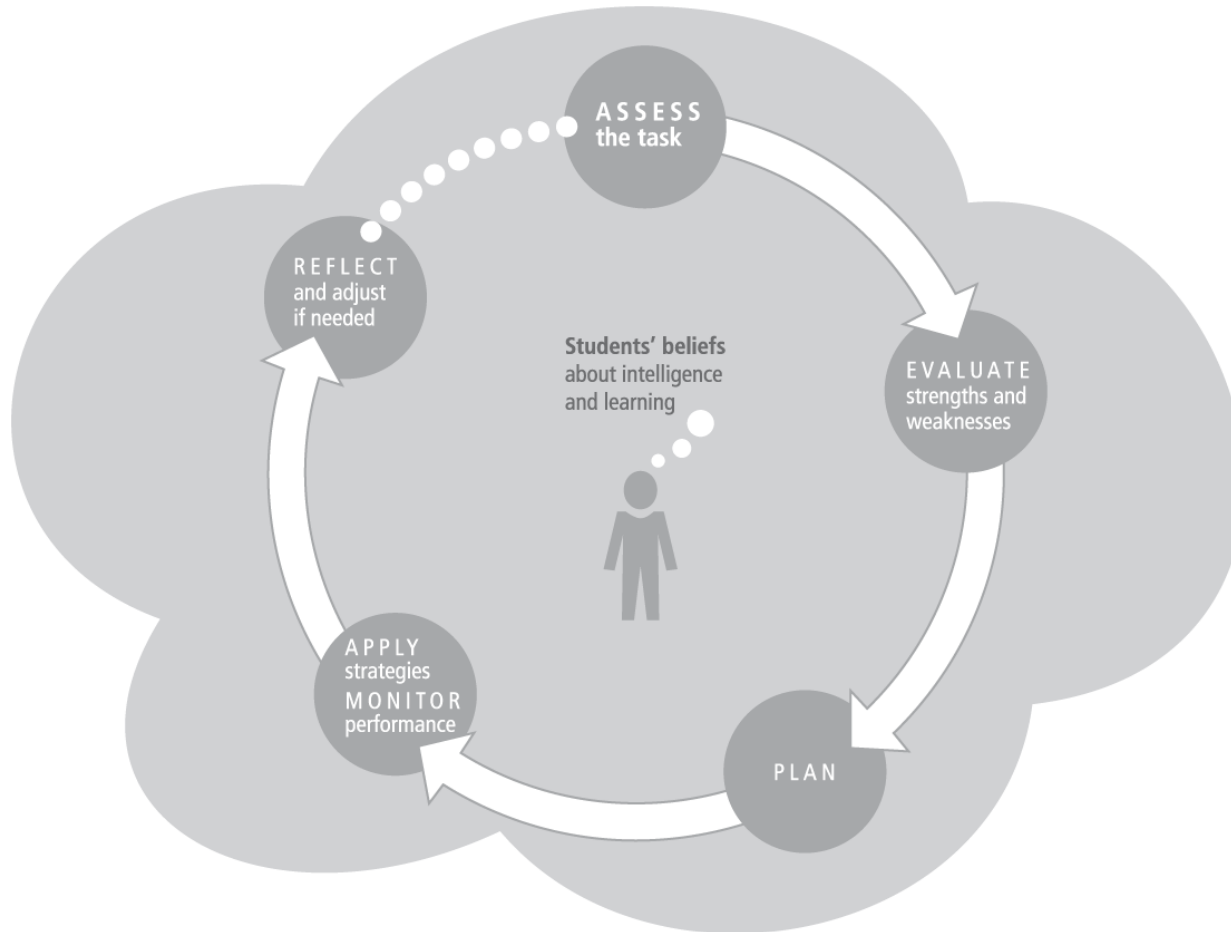 ASSESS
the task
EVALUATE
strengths and
weaknesses
PLAN
APPLY
strategies
MONITOR
performance
REFLECT
and adjust
if needed
Students’ beliefs
about intelligence
and learning